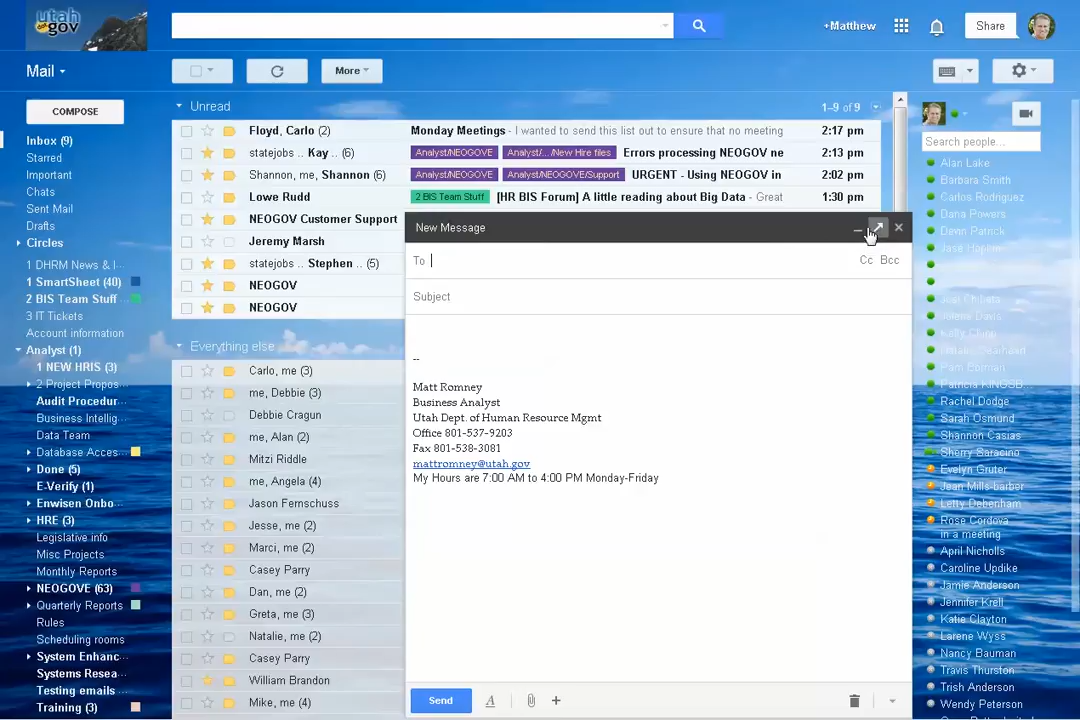 utah
gov
+Matthew
Share
Mail
More
COMPOSE
Inbox (9)
Starred
Important
Chats
Sent Mail
Drafts
Circles
1 DHRM News & I...
1 SmartSheet (40)
2 BIS Team Stuff
3 IT Tickets
Account information
Analyst (1)
1 NEW HRIS (3)
2 Project Propos...
Audit Procedur...
Business Intellig...
Data Team
Database Acces...
Done (5)
E-Verify (1)
Enwisen Onbo...
HRE (3)
Legislative info
Misc Projects
Monthly Reports
NEOGOVE (63)
Quarterly Reports
Rules
Scheduling rooms
System Enhanc...
Systems Resea...
Testing emails
Training (3)
Unread
1–9 of 9
Floyd, Carlo (2) Monday Meetings - I wanted to send this list out to ensure that no meeting 2:17 pm
statejobs .. Kay .. (6) Analyst/NEOGOVE Analyst/.../New Hire files Errors processing NEOGOV ne 2:13 pm
Shannon, me, Shannon (6) Analyst/NEOGOVE Analyst/NEOGOVE/Support URGENT - Using NEOGOV in 2:02 pm
Lowe Rudd 2 BIS Team Stuff [HR BIS Forum] A little reading about Big Data - Great 1:30 pm
NEOGOV Customer Support
Jeremy Marsh
statejobs .. Stephen .. (5)
NEOGOV
NEOGOV
Everything else
Carlo, me (3)
me, Debbie (3)
Debbie Cragun
me, Alan (2)
Mitzi Riddle
me, Angela (4)
Jason Fernschuss
Jesse, me (2)
Marci, me (2)
Casey Parry
Dan, me (2)
Greta, me (3)
Natalie, me (2)
Casey Parry
William Brandon
Mike, me (4)
New Message
To
Cc Bcc
Subject
--
Matt Romney
Business Analyst
Utah Dept. of Human Resource Mgmt
Office 801-537-9203
Fax 801-538-3081
mattromney@utah.gov
My Hours are 7:00 AM to 4:00 PM Monday-Friday
Send
Search people...
Alan Lake
Barbara Smith
Carlos Rodriguez
Dana Powers
Devin Patrick
Jolene Davis
Rachel Dodge
Sarah Osmund
Shannon Casias
Sherry Saracino
Evelyn Gruter
Jean Mills-barber
Letty Debenham
Rose Cordova
in a meeting
April Nicholls
Caroline Updike
Jamie Anderson
Jennifer Krell
Katie Clayton
Larene Wyss
Nancy Bauman
Travis Thurston
Trish Anderson
Wendy Peterson